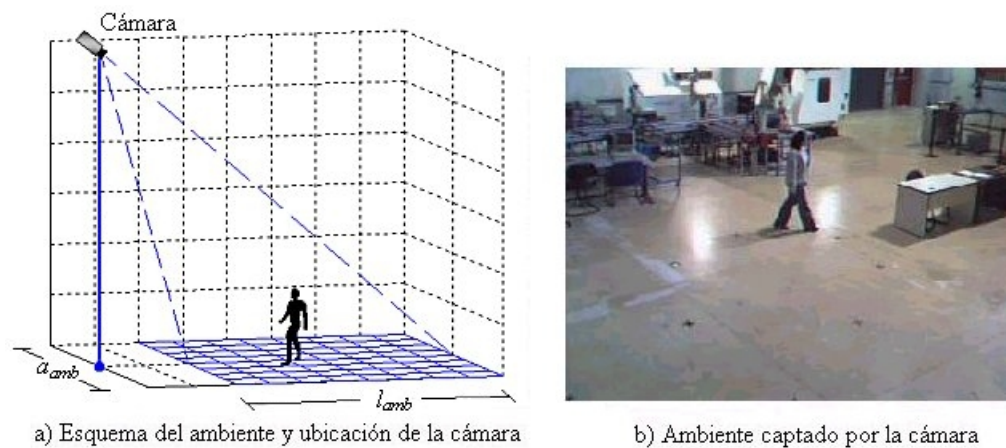 Cámara
a_amb
l_amb
a) Esquema del ambiente y ubicación de la cámara
b) Ambiente captado por la cámara